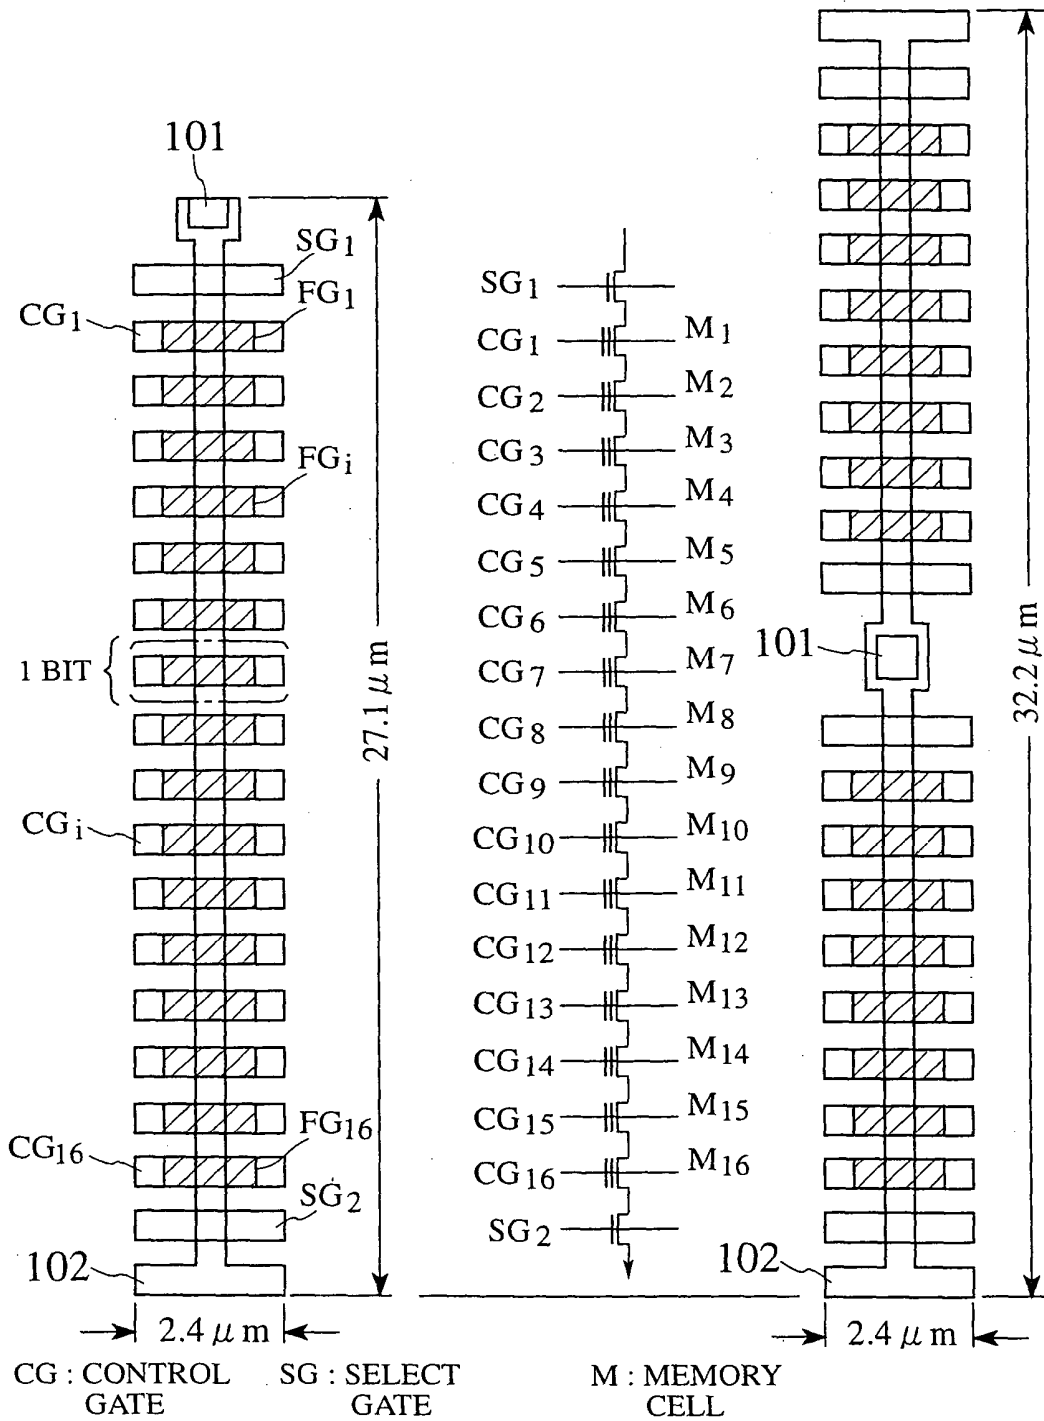 101
SG1
FG1
CG1
FGi
1 BIT
CGi
CG16
FG16
SG2
102
27.1 μm
2.4 μm
SG1
CG1 M1
CG2 M2
CG3 M3
CG4 M4
CG5 M5
CG6 M6
CG7 M7
CG8 M8
CG9 M9
CG10 M10
CG11 M11
CG12 M12
CG13 M13
CG14 M14
CG15 M15
CG16 M16
SG2
101
32.2 μm
102
2.4 μm
CG : CONTROL
GATE
SG : SELECT
GATE
M : MEMORY
CELL